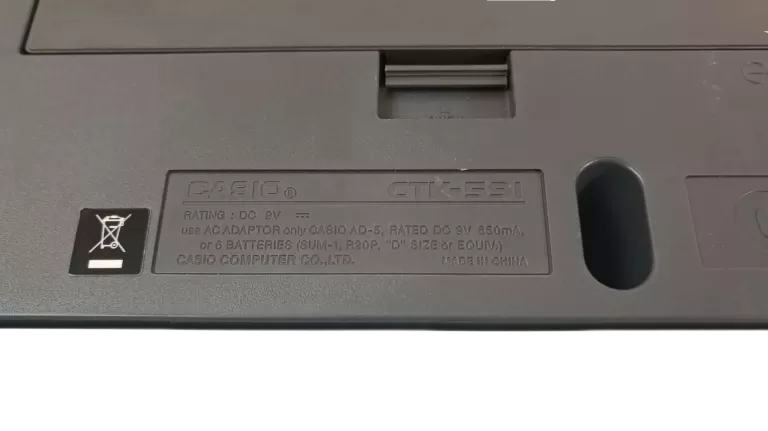 CASIO® CTK-591
RATING : DC 9V ⎓
use AC ADAPTOR only CASIO AD-5, RATED DC 9V 850mA,
or 6 BATTERIES (SUM-1, R20P, "D" SIZE or EQUIV.)
CASIO COMPUTER CO.,LTD. MADE IN CHINA